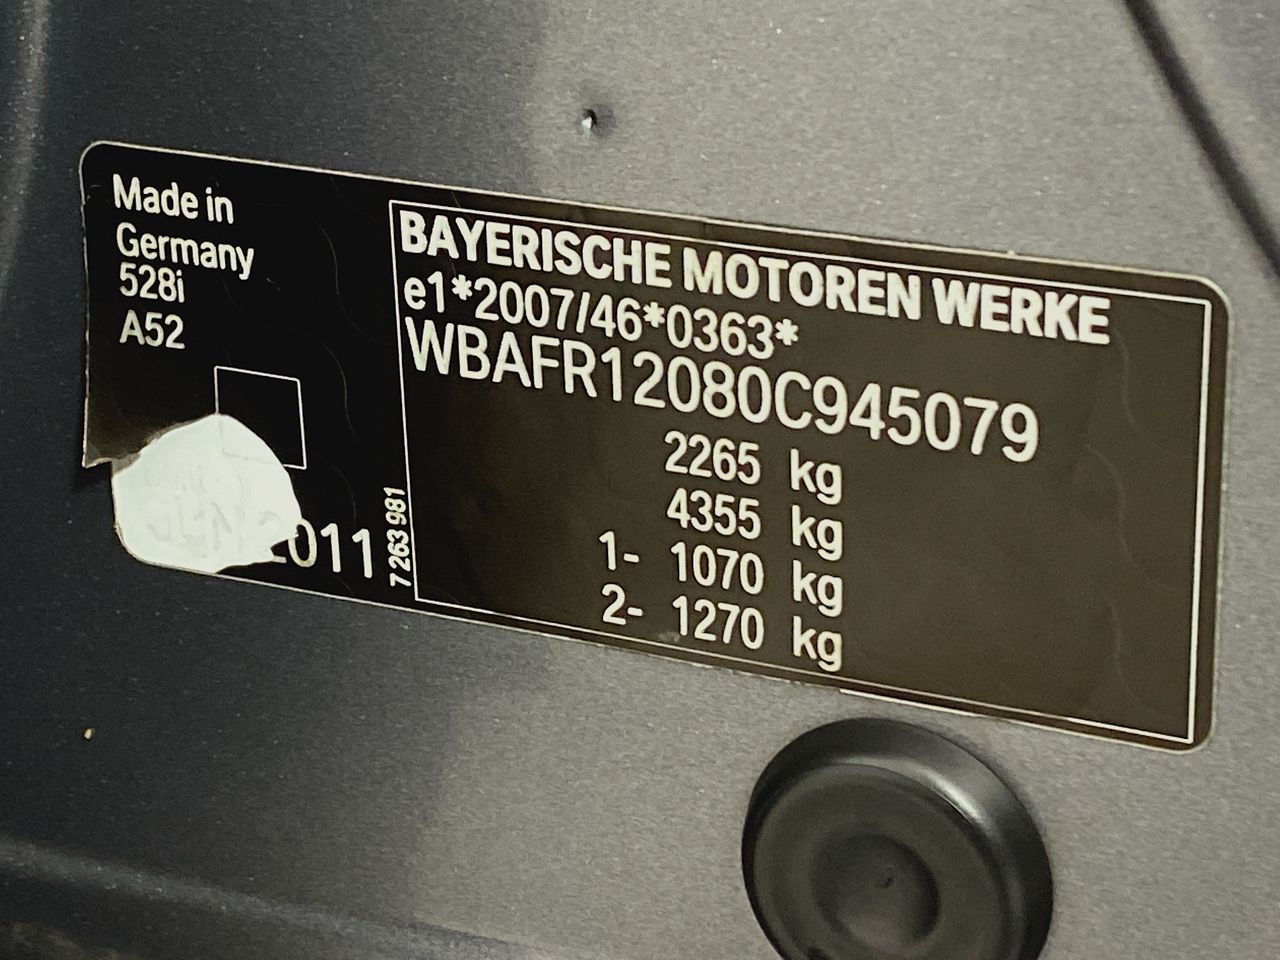 Made in
Germany
528i
A52
2011
7 263 981
BAYERISCHE MOTOREN WERKE
e1*2007/46*0363*
WBAFR12080C945079
2265 kg
4355 kg
1- 1070 kg
2- 1270 kg